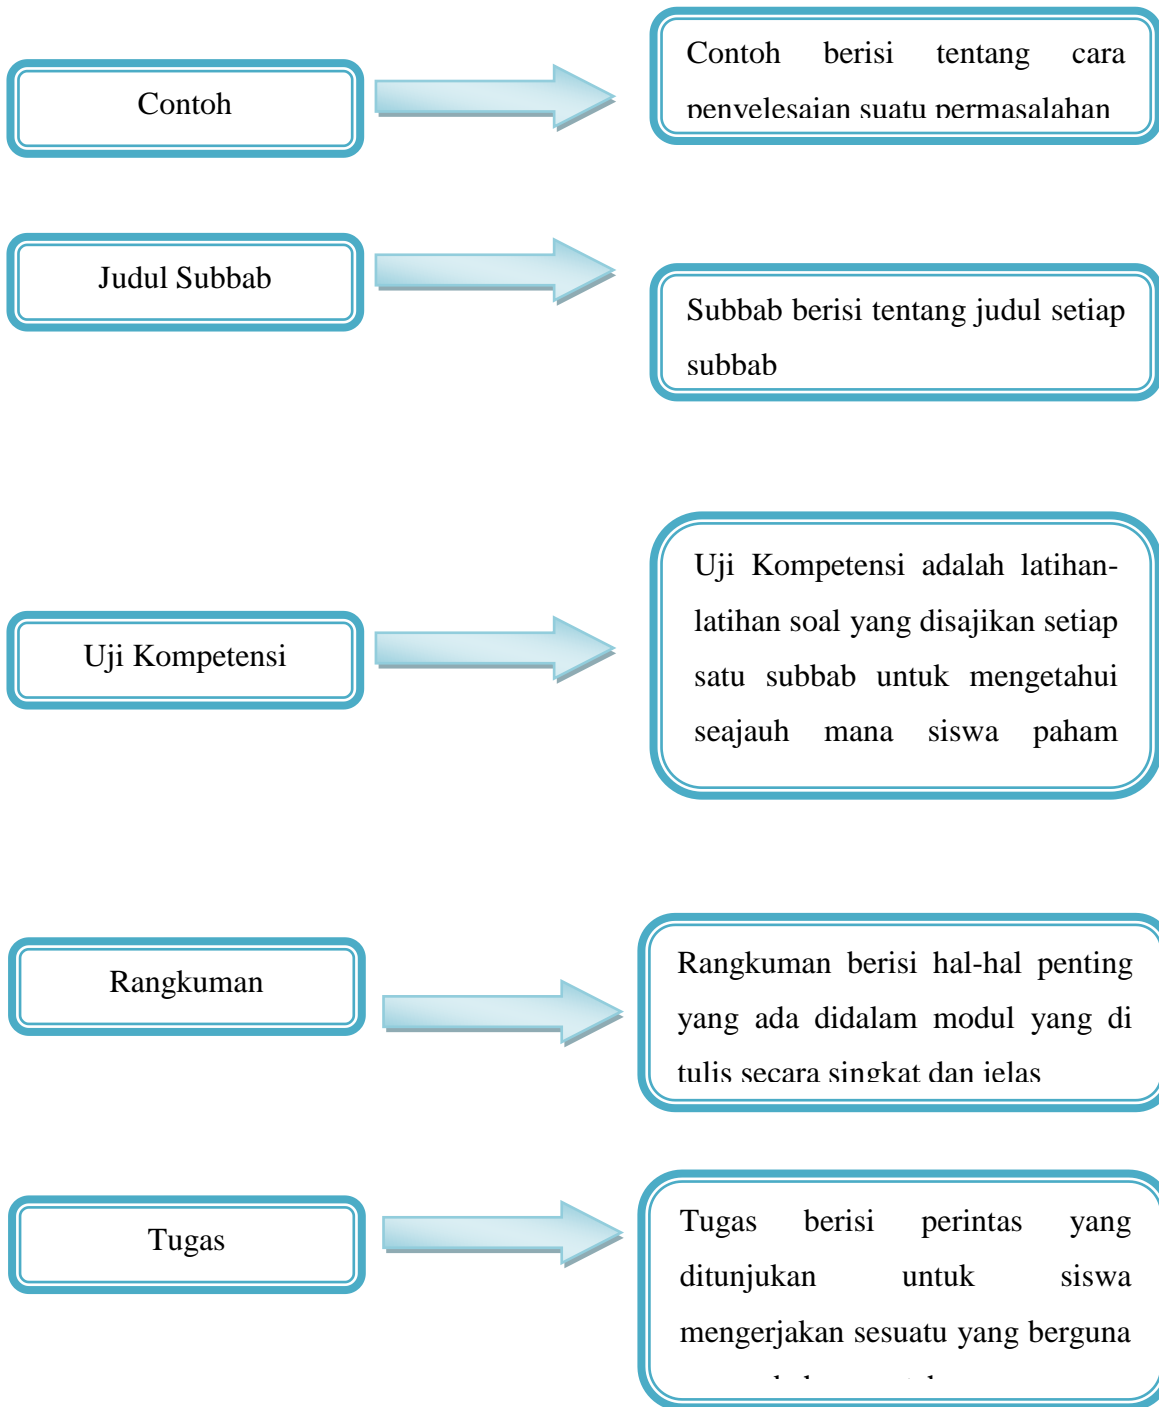 Contoh
Contoh berisi tentang cara
penyelesaian suatu permasalahan
Judul Subbab
Subbab berisi tentang judul setiap
subbab
Uji Kompetensi
Uji Kompetensi adalah latihan-
latihan soal yang disajikan setiap
satu subbab untuk mengetahui
seajauh mana siswa paham
Rangkuman
Rangkuman berisi hal-hal penting
yang ada didalam modul yang di
tulis secara singkat dan jelas
Tugas
Tugas berisi perintas yang
ditunjukan untuk siswa
mengerjakan sesuatu yang berguna